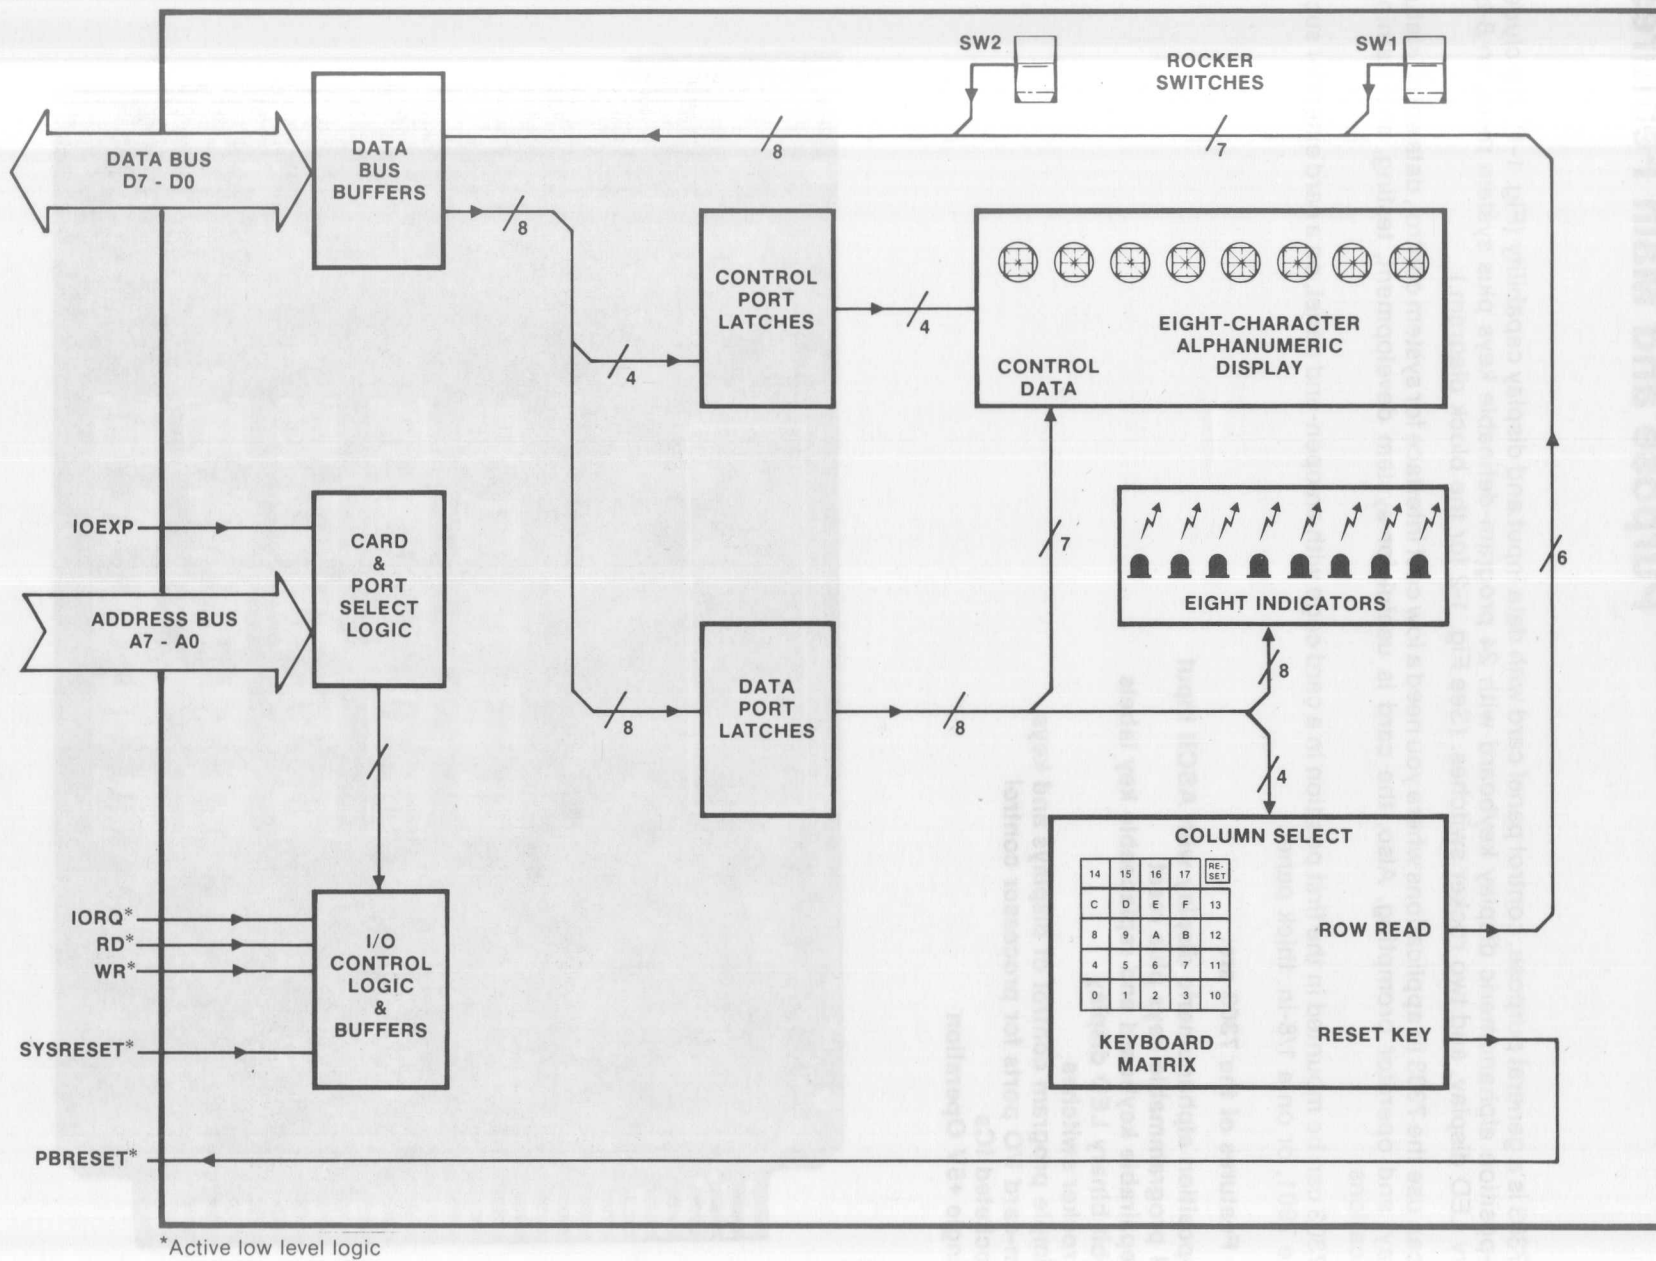 SW2
ROCKER
SWITCHES
SW1
DATA BUS
D7 - D0
DATA
BUS
BUFFERS
8
7
8
CONTROL
PORT
LATCHES
4
4
EIGHT-CHARACTER
ALPHANUMERIC
DISPLAY
CONTROL
DATA
IOEXP
CARD
&
PORT
SELECT
LOGIC
ADDRESS BUS
A7 - A0
7
6
EIGHT INDICATORS
DATA
PORT
LATCHES
8
8
8
4
COLUMN SELECT
14 15 16 17 RE-
SET
C D E F 13
8 9 A B 12
4 5 6 7 11
0 1 2 3 10
ROW READ
RESET KEY
KEYBOARD
MATRIX
IORQ*
RD*
WR*
SYSRESET*
I/O
CONTROL
LOGIC
&
BUFFERS
PBRESET*
*Active low level logic